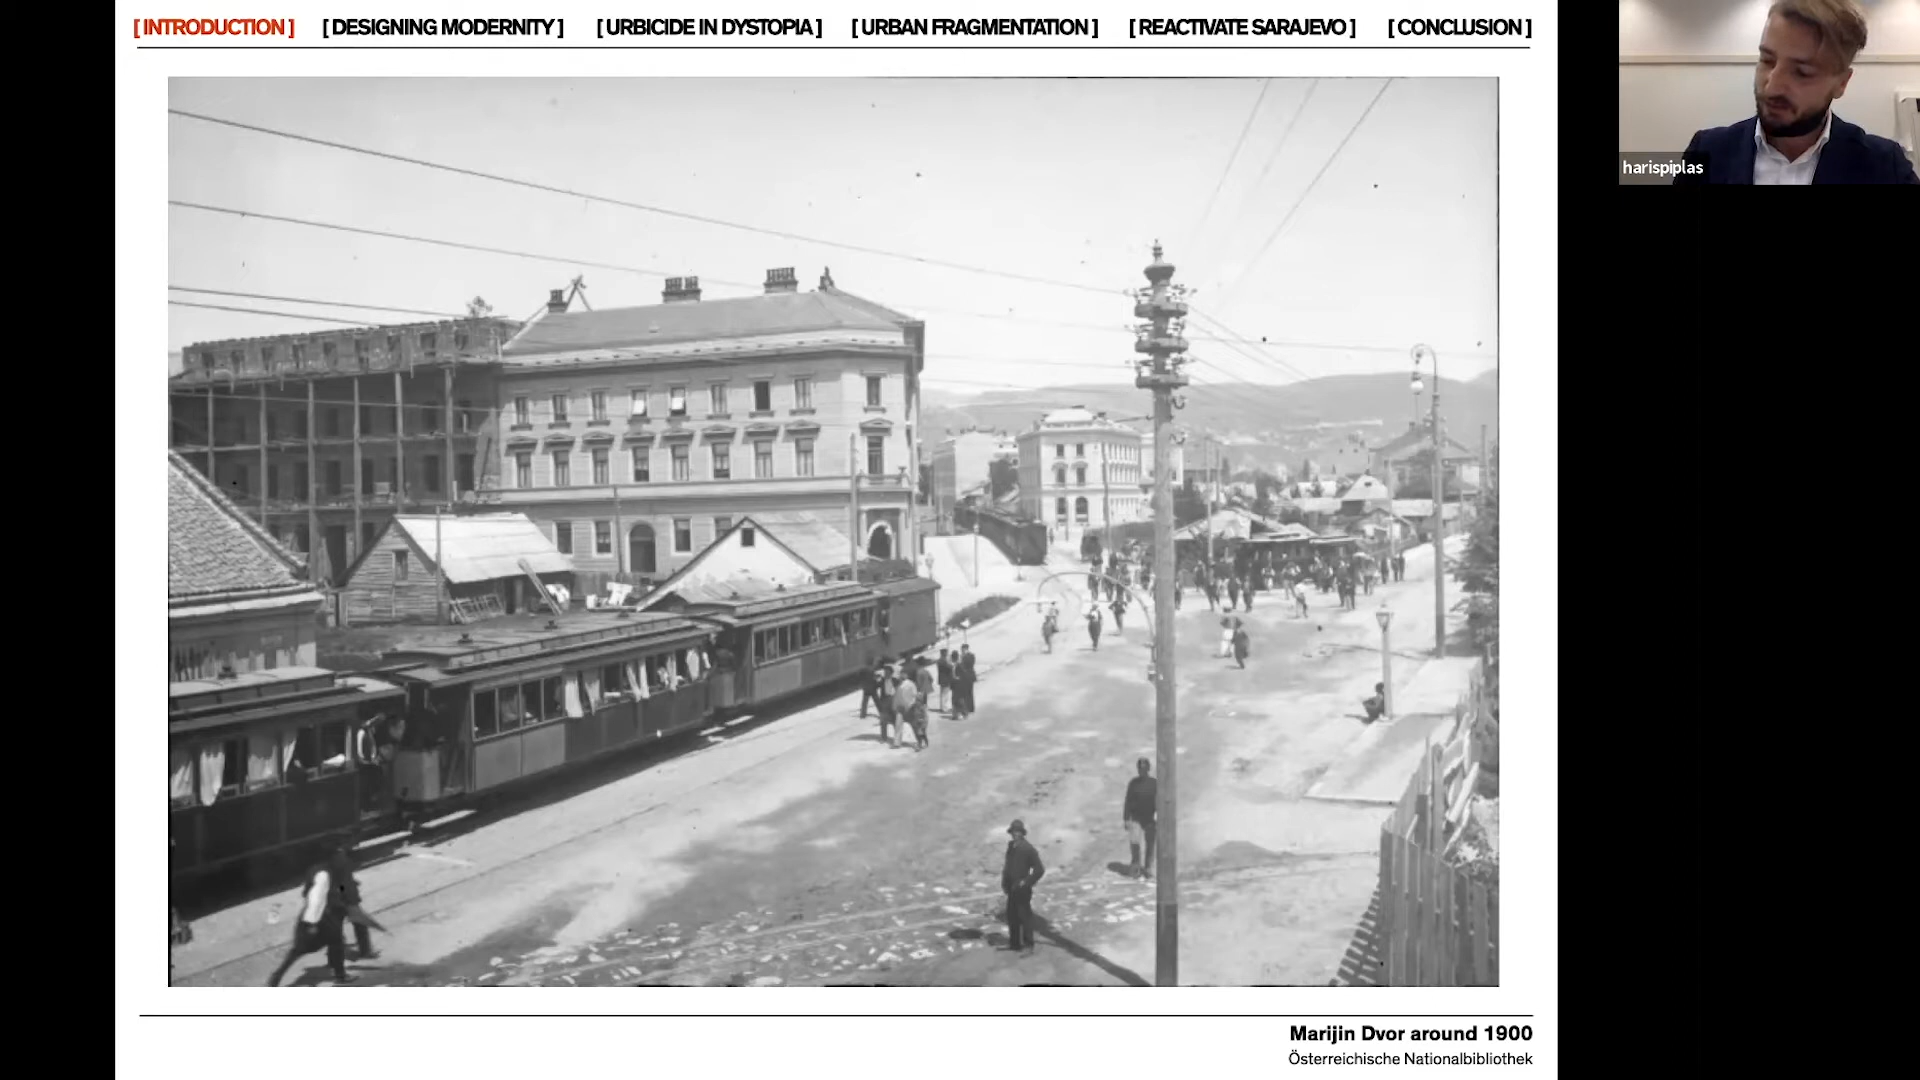 [ INTRODUCTION ] [ DESIGNING MODERNITY ] [ URBICIDE IN DYSTOPIA ] [ URBAN FRAGMENTATION ] [ REACTIVATE SARAJEVO ] [ CONCLUSION ]
harispiplas
Marijin Dvor around 1900
Österreichische Nationalbibliothek